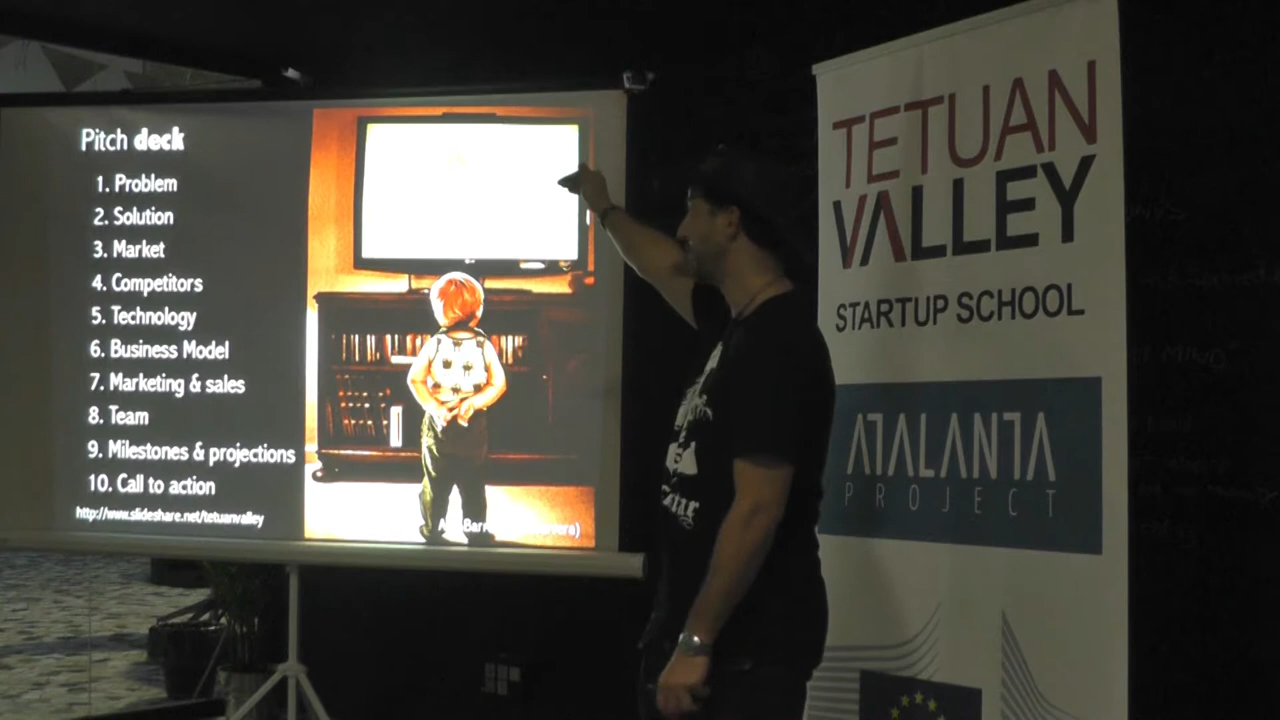 Pitch deck
1. Problem
2. Solution
3. Market
4. Competitors
5. Technology
6. Business Model
7. Marketing & sales
8. Team
9. Milestones & projections
10. Call to action
http://www.slideshare.net/tetuanvalley
TETUAN
VALLEY
STARTUP SCHOOL
ATALANTA
PROJECT